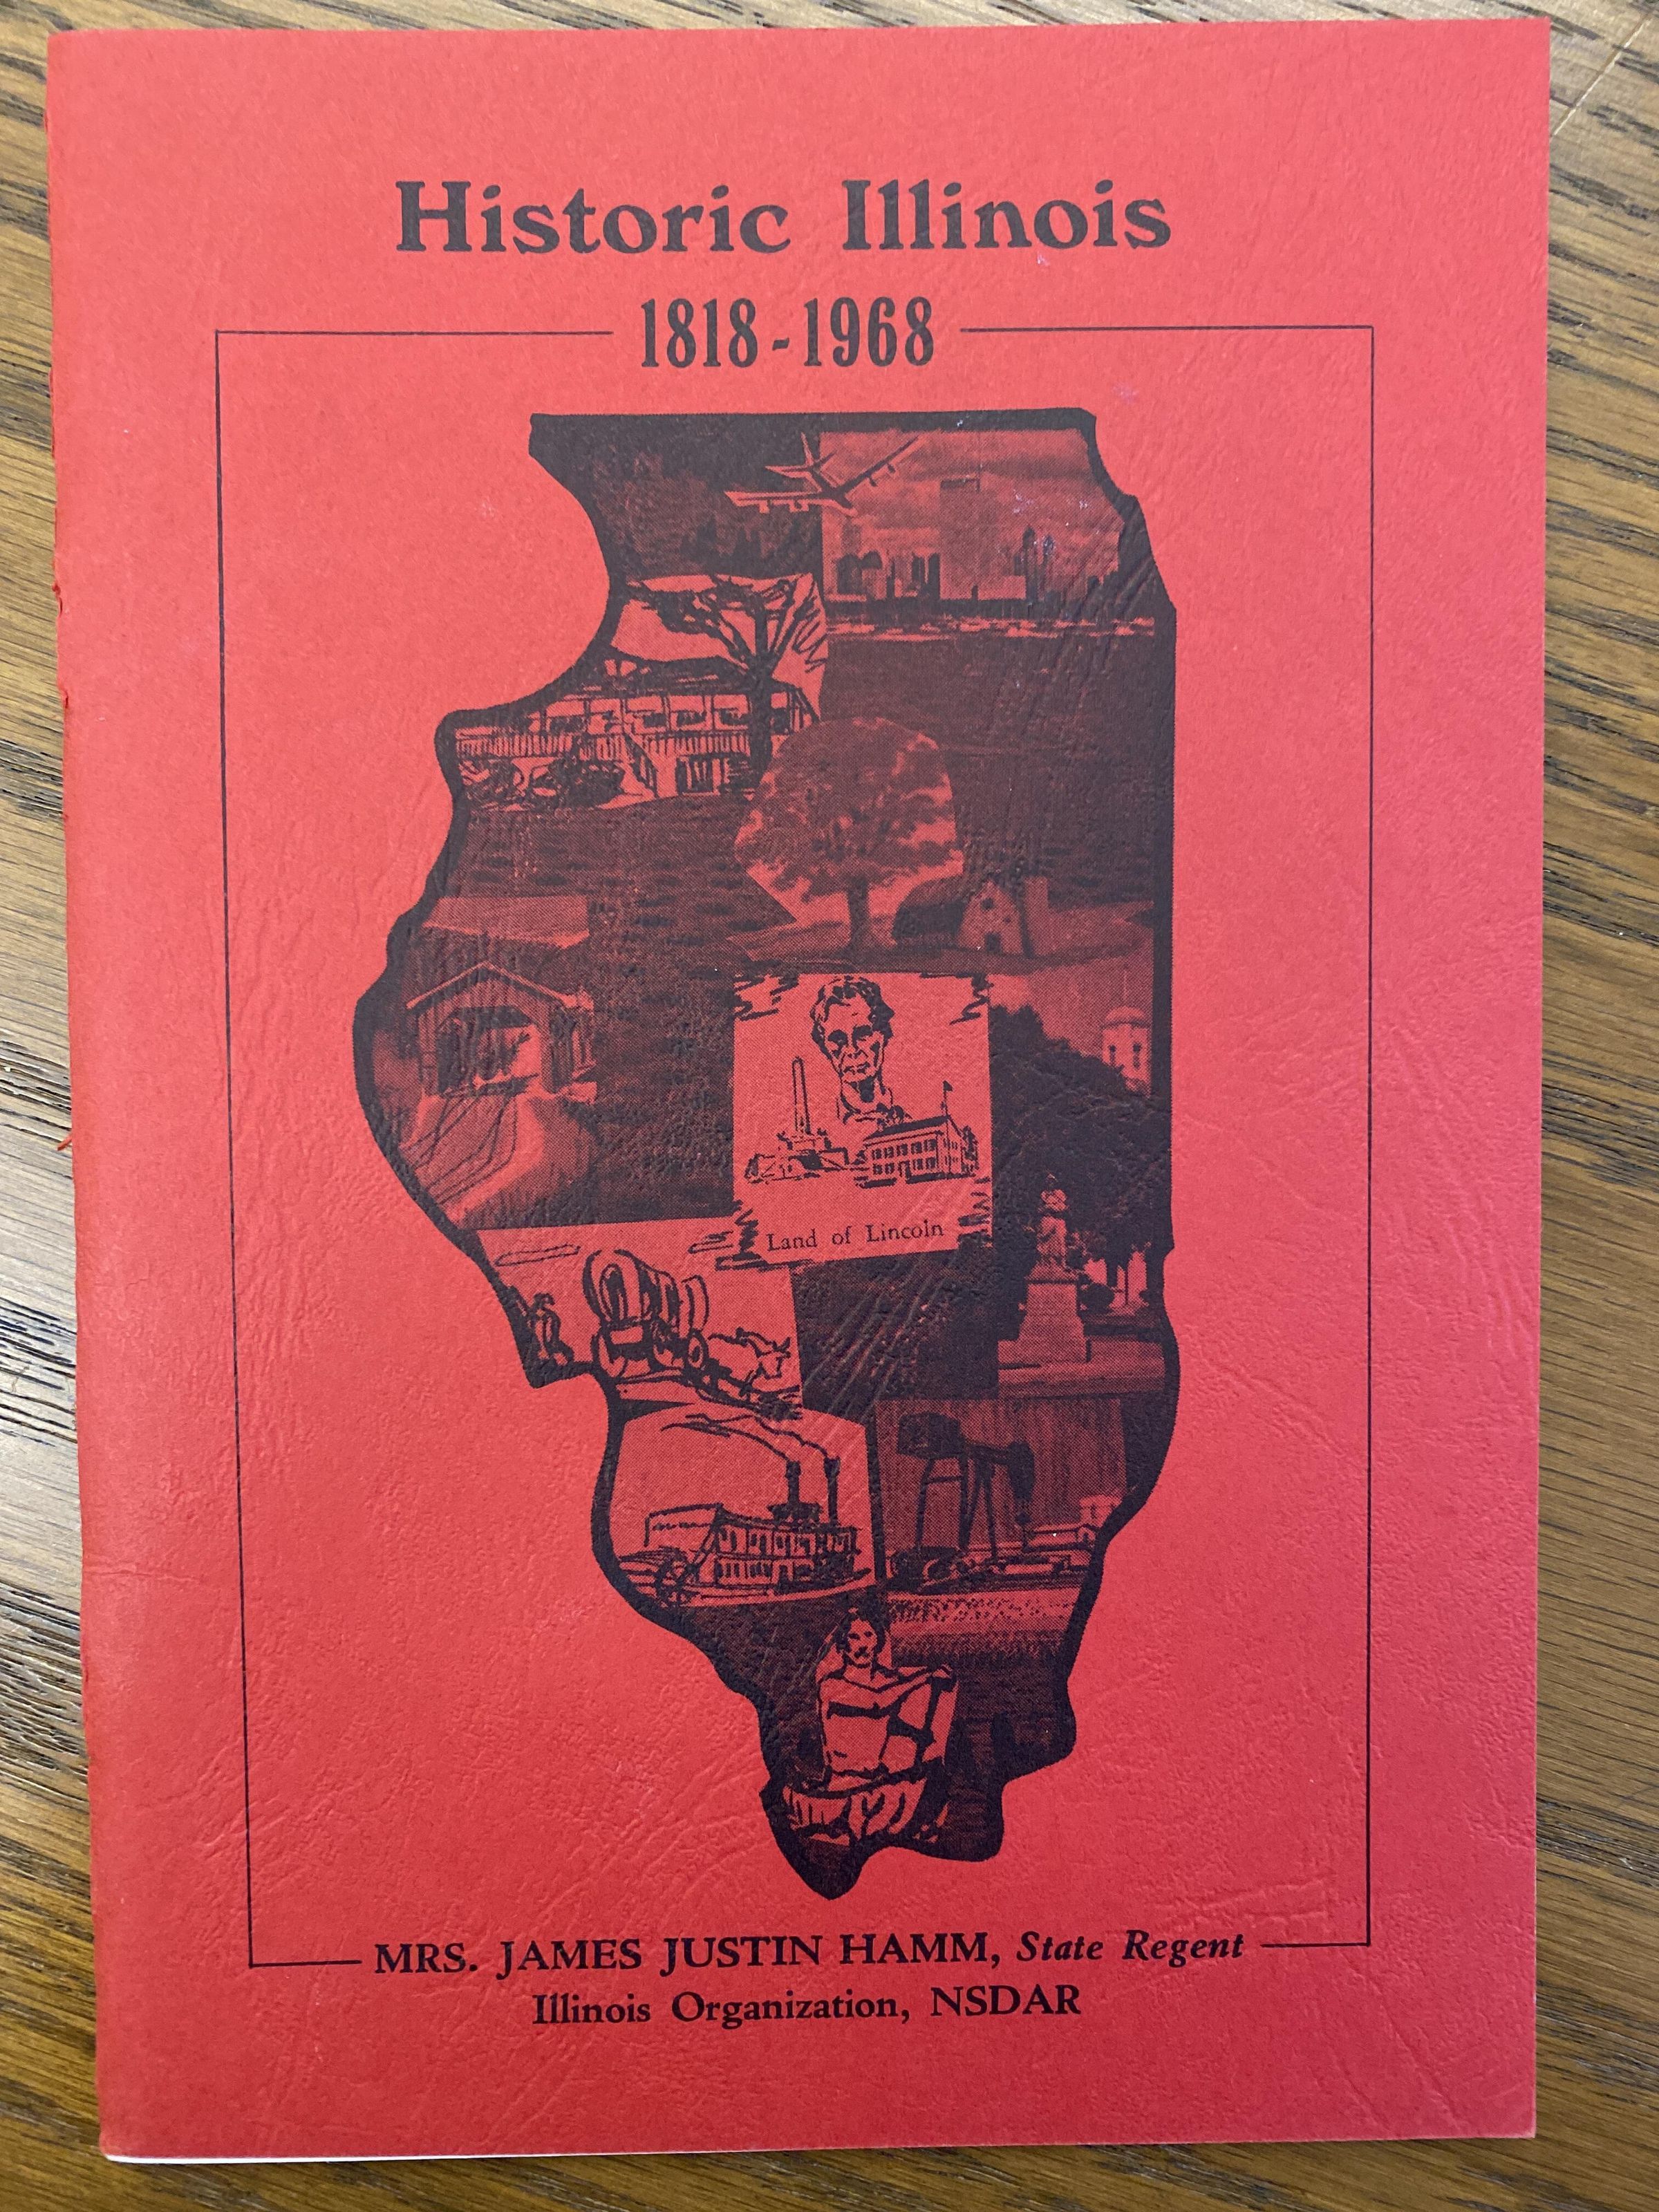 Historic Illinois
1818-1968
Land of Lincoln
MRS. JAMES JUSTIN HAMM, State Regent
Illinois Organization, NSDAR